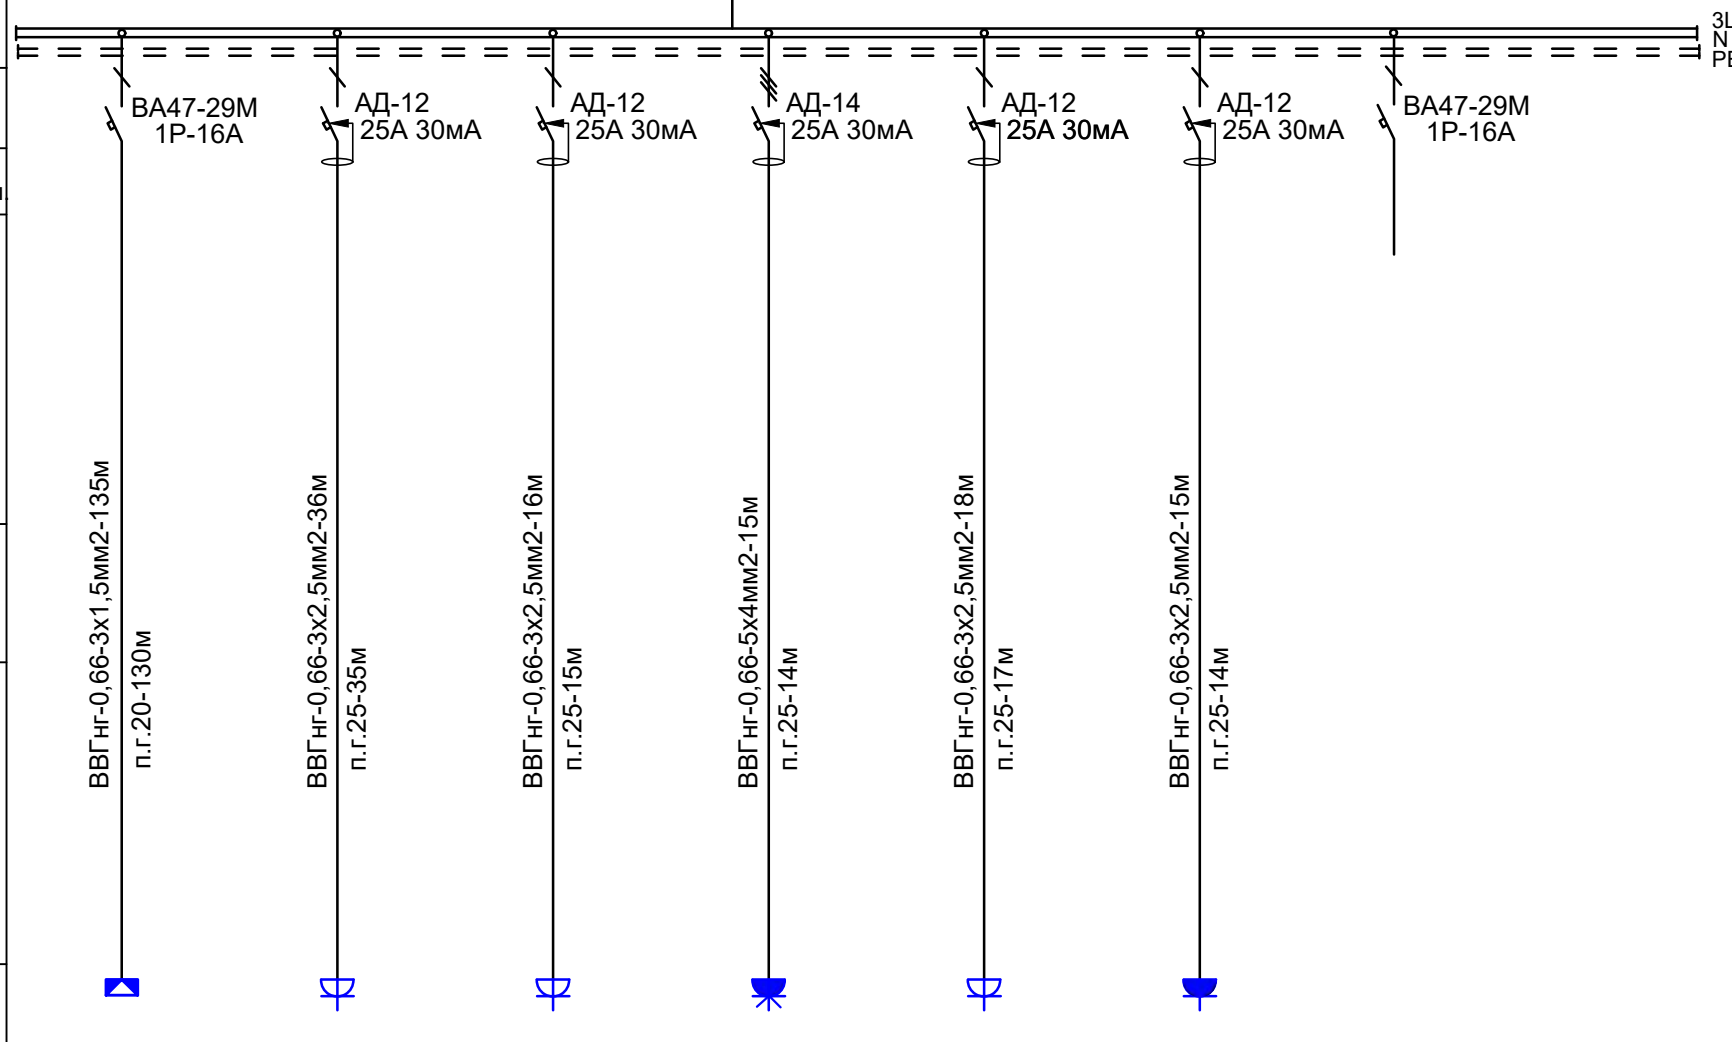 3L
N
PE
ВА47-29М
1Р-16А
АД-12
25А 30мА
АД-12
25А 30мА
АД-14
25А 30мА
АД-12
25А 30мА
АД-12
25А 30мА
ВА47-29М
1Р-16А
ВВГнг-0,66-3х1,5мм2-135м
п.г.20-130м
ВВГнг-0,66-3х2,5мм2-36м
п.г.25-35м
ВВГнг-0,66-3х2,5мм2-16м
п.г.25-15м
ВВГнг-0,66-5х4мм2-15м
п.г.25-14м
ВВГнг-0,66-3х2,5мм2-18м
п.г.25-17м
ВВГнг-0,66-3х2,5мм2-15м
п.г.25-14м